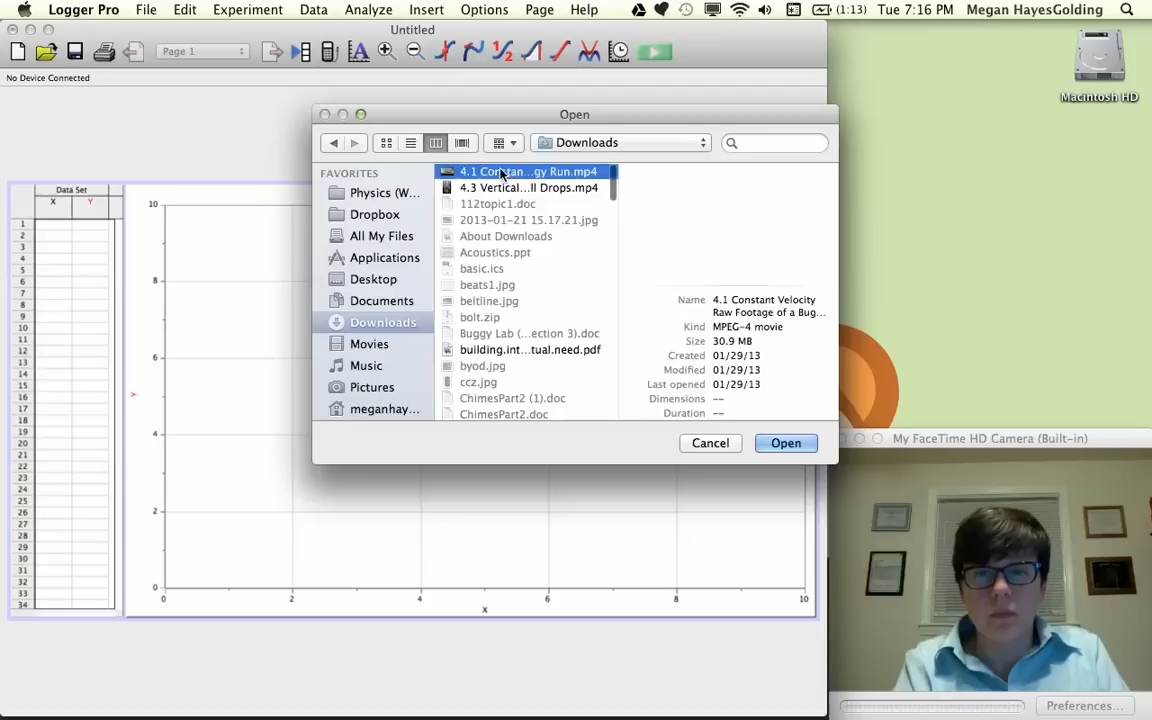 Logger Pro File Edit Experiment Data Analyze Insert Options Page Help (1:13) Tue 7:16 PM Megan HayesGolding
Untitled
Page 1
No Device Connected
Macintosh HD
Open
Downloads
FAVORITES
Physics (W...
Dropbox
All My Files
Applications
Desktop
Documents
Downloads
Movies
Music
Pictures
meganhay...
4.1 Constan...gy Run.mp4
4.3 Vertical...ll Drops.mp4
112topic1.doc
2013-01-21 15.17.21.jpg
About Downloads
Acoustics.ppt
basic.ics
beats1.jpg
beltline.jpg
bolt.zip
Buggy Lab (...ection 3).doc
building.int...tual.need.pdf
byod.jpg
ccz.jpg
ChimesPart2 (1).doc
ChimesPart2.doc
Name 4.1 Constant Velocity
Raw Footage of a Bug...
Kind MPEG-4 movie
Size 30.9 MB
Created 01/29/13
Modified 01/29/13
Last opened 01/29/13
Dimensions --
Duration --
Cancel Open
Data Set
X Y
1
2
3
4
5
6
7
8
9
10
11
12
13
14
15
16
17
18
19
20
21
22
23
24
25
26
27
28
29
30
31
32
33
34
10
8
6
Y
4
2
0
0 2 4 6 8 10
X
My FaceTime HD Camera (Built-in)
Preferences...